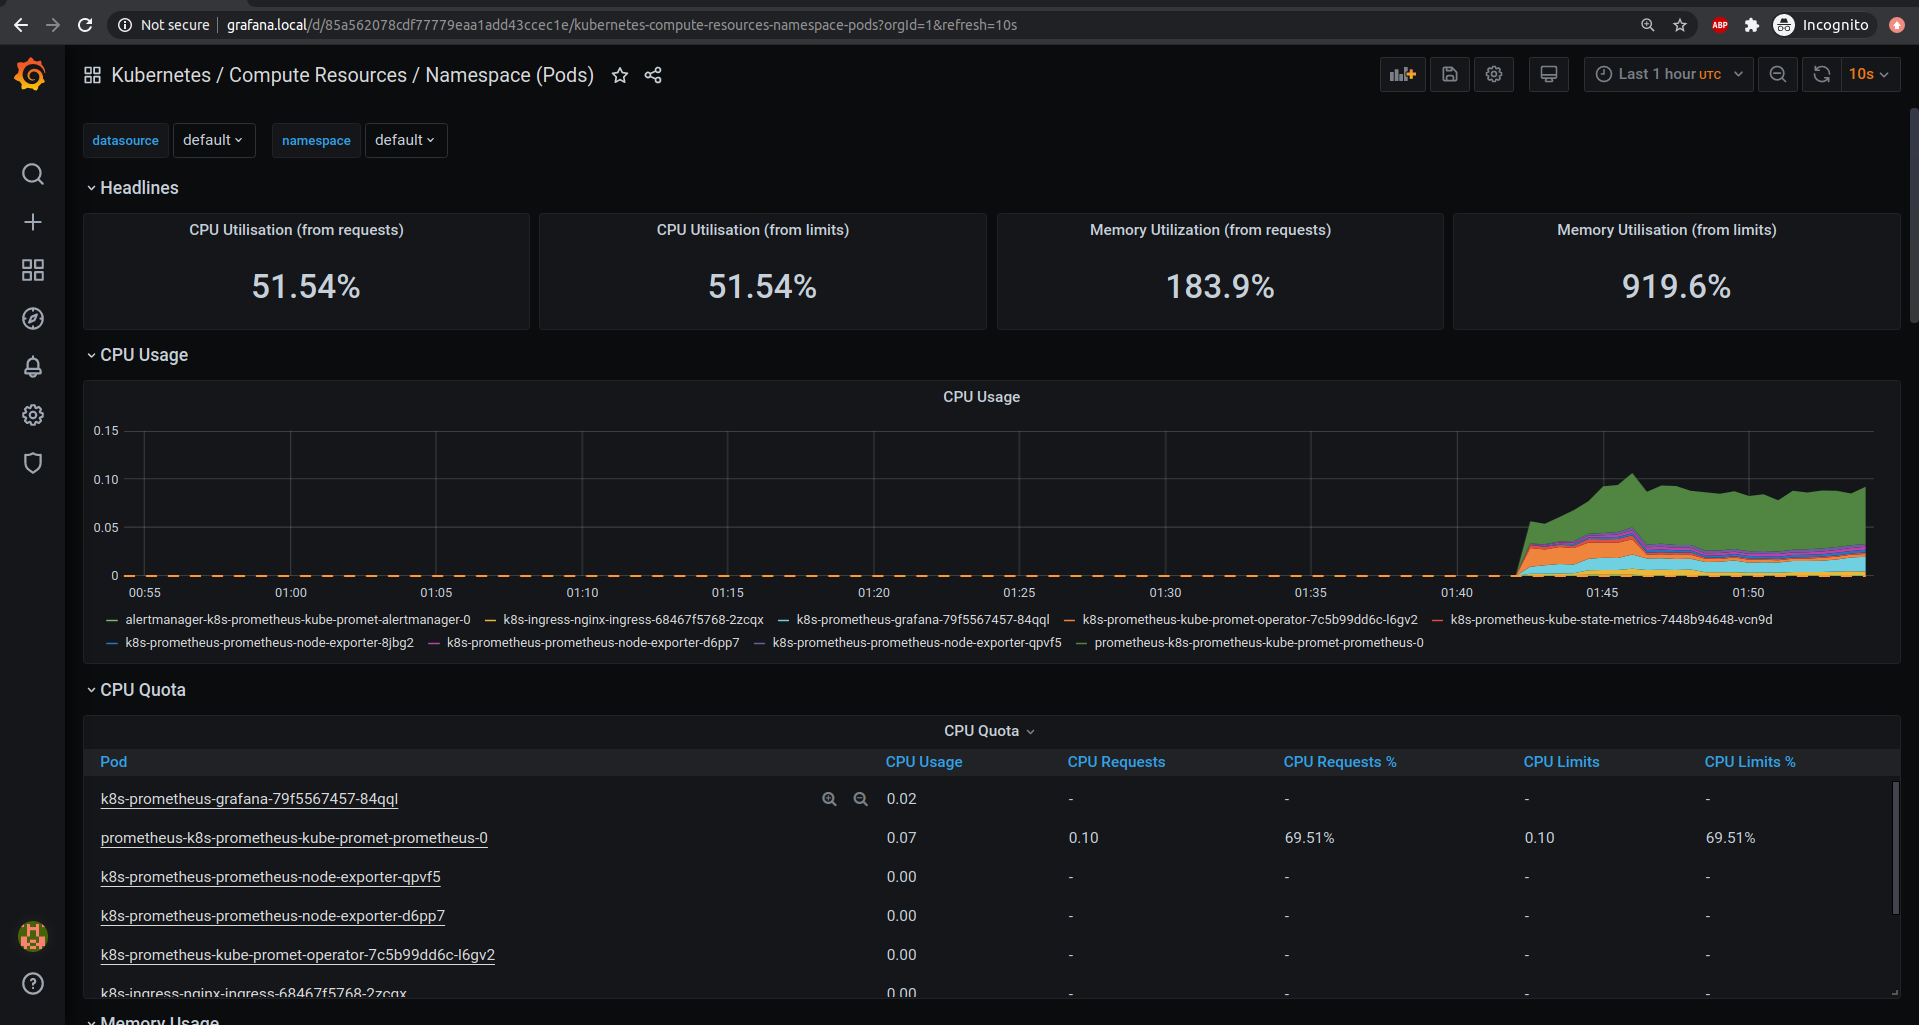 Not secure | grafana.local/d/85a562078cdf77779eaa1add43ccec1e/kubernetes-compute-resources-namespace-pods?orgId=1&refresh=10s ABP Incognito
Kubernetes / Compute Resources / Namespace (Pods) Last 1 hour UTC 10s
datasource default namespace default
Headlines
CPU Utilisation (from requests) CPU Utilisation (from limits) Memory Utilization (from requests) Memory Utilisation (from limits)
51.54% 51.54% 183.9% 919.6%
CPU Usage
CPU Usage
0.15
0.10
0.05
0
00:55 01:00 01:05 01:10 01:15 01:20 01:25 01:30 01:35 01:40 01:45 01:50
alertmanager-k8s-prometheus-kube-promet-alertmanager-0 k8s-ingress-nginx-ingress-68467f5768-2zcqx k8s-prometheus-grafana-79f5567457-84qql k8s-prometheus-kube-promet-operator-7c5b99dd6c-l6gv2 k8s-prometheus-kube-state-metrics-7448b94648-vcn9d
k8s-prometheus-prometheus-node-exporter-8jbg2 k8s-prometheus-prometheus-node-exporter-d6pp7 k8s-prometheus-prometheus-node-exporter-qpvf5 prometheus-k8s-prometheus-kube-promet-prometheus-0
CPU Quota
CPU Quota
Pod CPU Usage CPU Requests CPU Requests % CPU Limits CPU Limits %
k8s-prometheus-grafana-79f5567457-84qql 0.02 - - - -
prometheus-k8s-prometheus-kube-promet-prometheus-0 0.07 0.10 69.51% 0.10 69.51%
k8s-prometheus-prometheus-node-exporter-qpvf5 0.00 - - - -
k8s-prometheus-prometheus-node-exporter-d6pp7 0.00 - - - -
k8s-prometheus-kube-promet-operator-7c5b99dd6c-l6gv2 0.00 - - - -
k8s-ingress-nginx-ingress-68467f5768-2zcqx 0.00 - - - -
Memory Usage